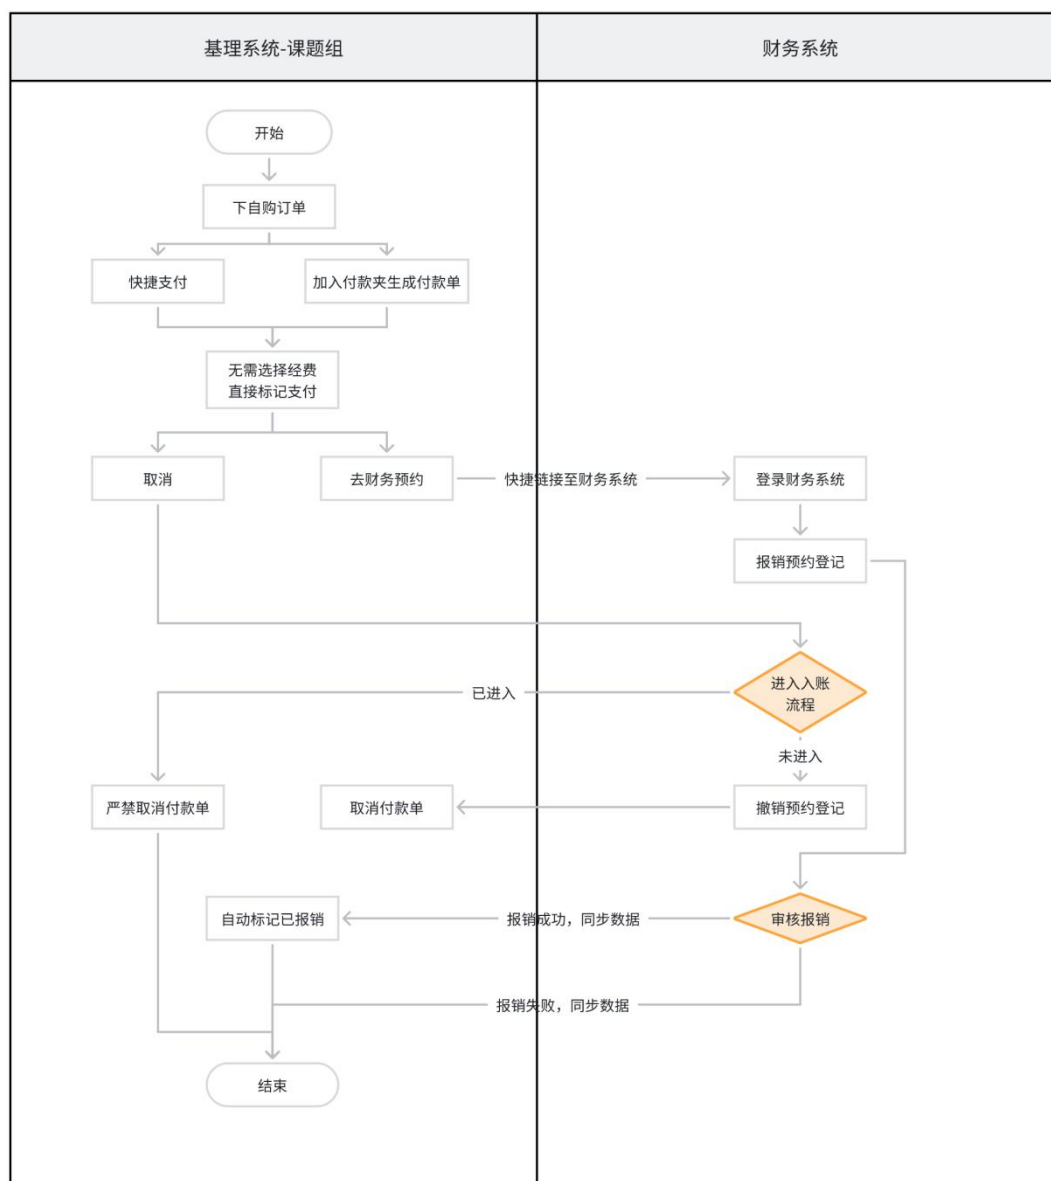 基理系统-课题组
财务系统
开始
下自购订单
快捷支付
加入付款夹生成付款单
无需选择经费
直接标记支付
取消
去财务预约
快捷链接至财务系统
登录财务系统
报销预约登记
进入入账
流程
已进入
未进入
严禁取消付款单
取消付款单
撤销预约登记
自动标记已报销
报销成功，同步数据
审核报销
报销失败，同步数据
结束